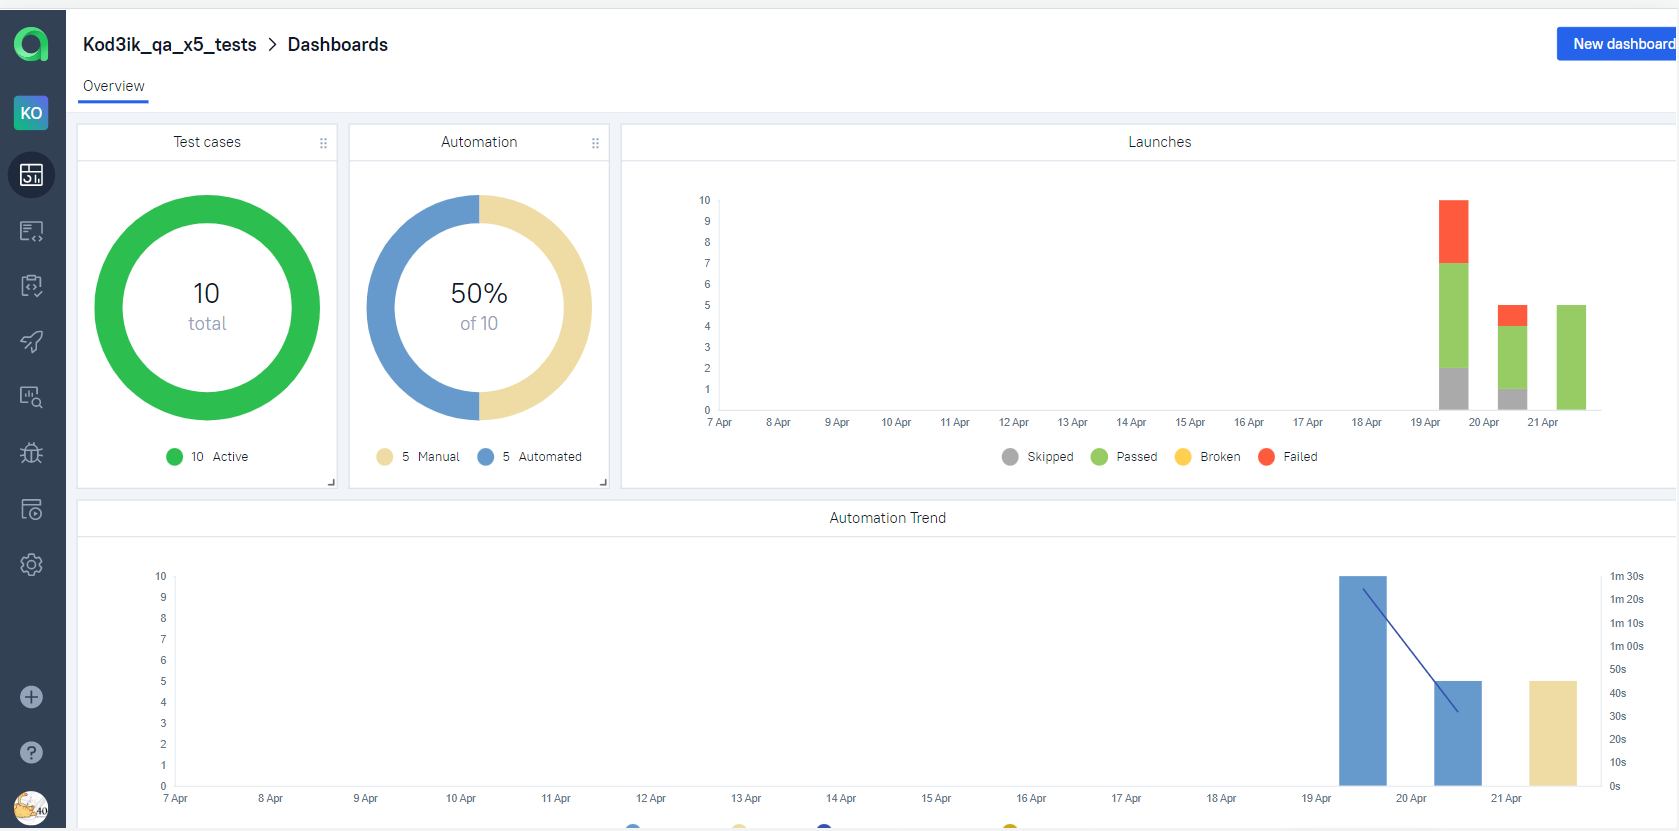 Kod3ik_qa_x5_tests > Dashboards
New dashboard
KO
Overview
Test cases
10
total
10 Active
Automation
50%
of 10
5 Manual 5 Automated
Launches
10
9
8
7
6
5
4
3
2
1
0
7 Apr 8 Apr 9 Apr 10 Apr 11 Apr 12 Apr 13 Apr 14 Apr 15 Apr 16 Apr 17 Apr 18 Apr 19 Apr 20 Apr 21 Apr
Skipped Passed Broken Failed
Automation Trend
10 1m 30s
9 1m 20s
8 1m 10s
7
6 1m 00s
5 50s
4 40s
3 30s
2 20s
1 10s
0 0s
7 Apr 8 Apr 9 Apr 10 Apr 11 Apr 12 Apr 13 Apr 14 Apr 15 Apr 16 Apr 17 Apr 18 Apr 19 Apr 20 Apr 21 Apr
?
40